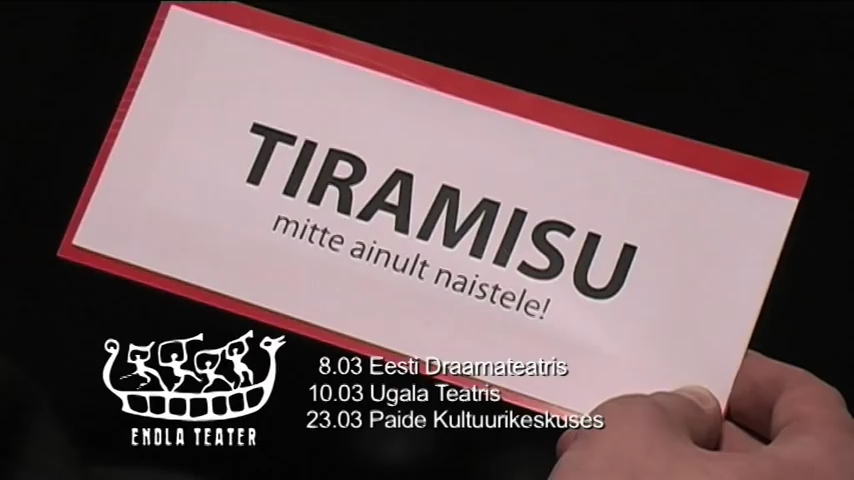 TIRAMISU
mitte ainult naistele!
8.03 Eesti Draamateatris
10.03 Ugala Teatris
23.03 Paide Kultuurikeskuses
ENDLA TEATER